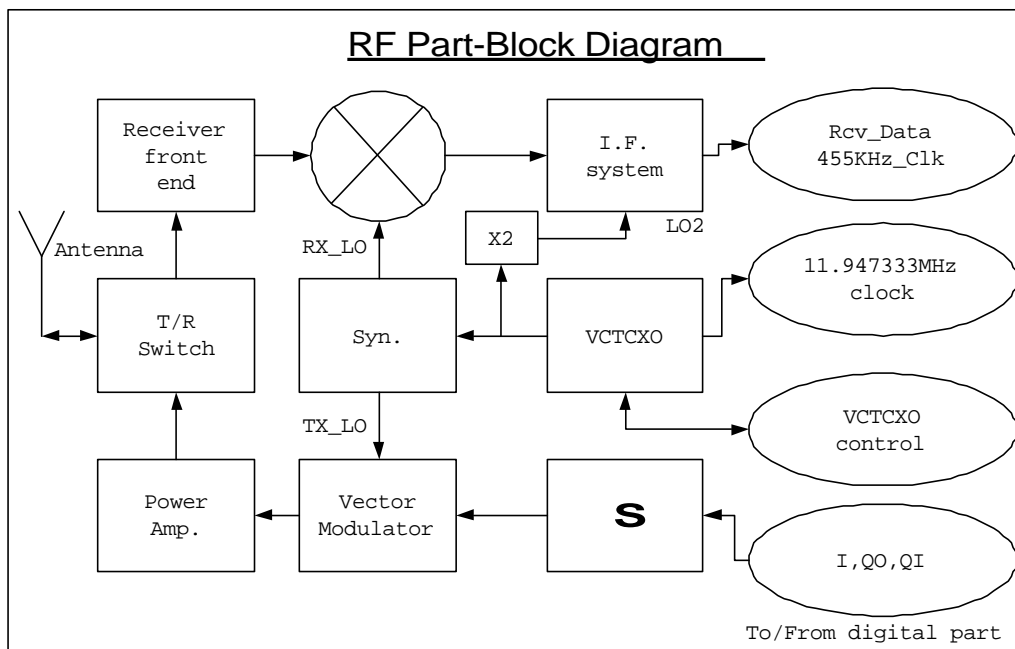 RF Part-Block Diagram
Receiver
front
end
I.F.
system
Rcv_Data
455KHz_Clk
LO2
X2
RX_LO
Antenna
T/R
Switch
Syn.
VCTCXO
11.947333MHz
clock
TX_LO
VCTCXO
control
Power
Amp.
Vector
Modulator
S
I,QO,QI
To/From digital part